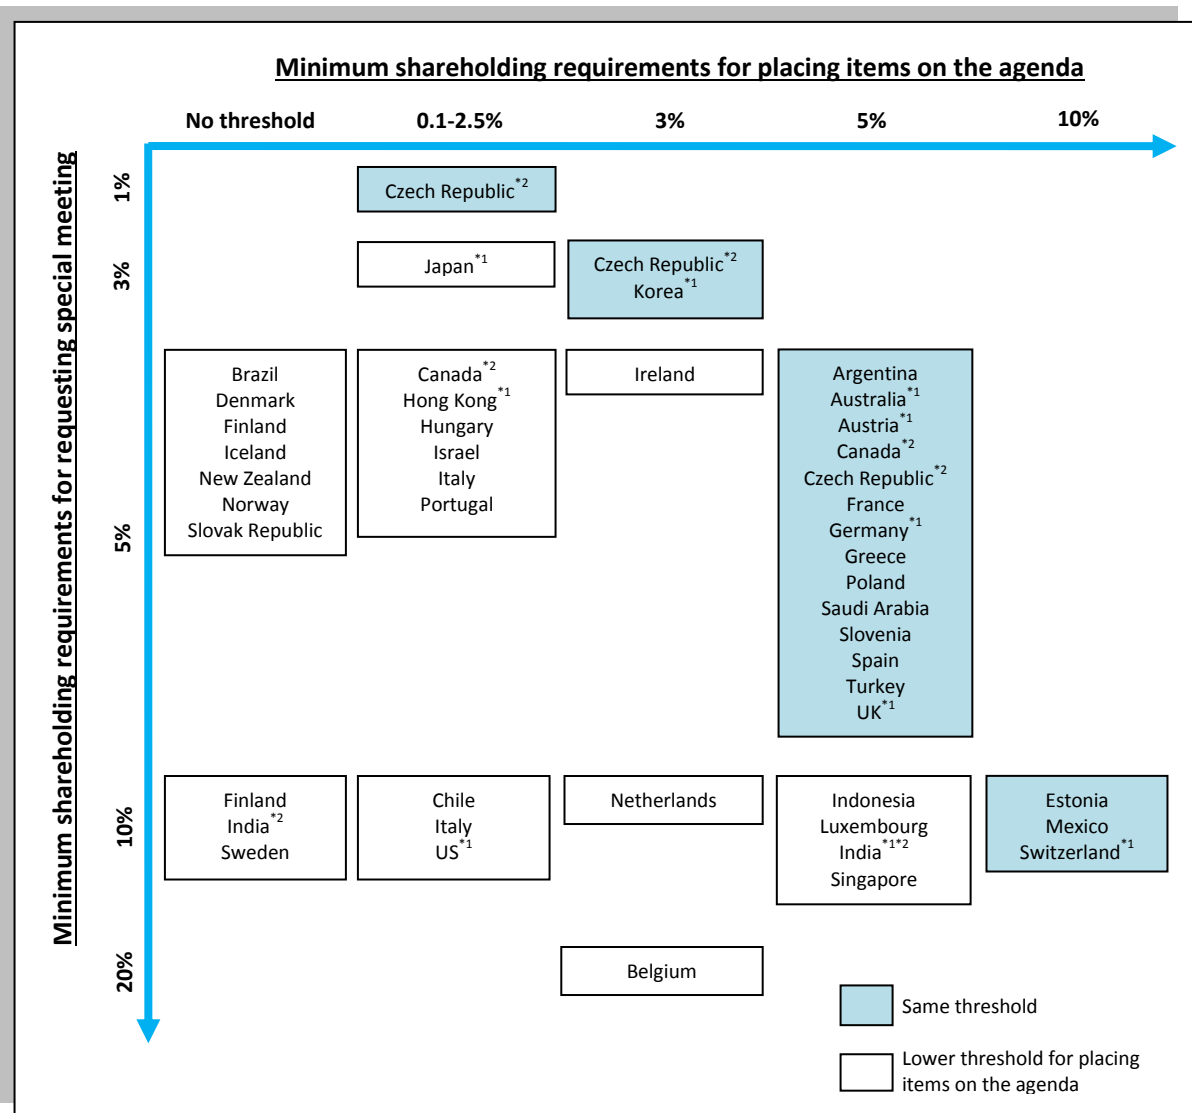 Minimum shareholding requirements for placing items on the agenda
No threshold
0.1-2.5%
3%
5%
10%
Minimum shareholding requirements for requesting special meeting
1%
Czech Republic*2
3%
Japan*1
Czech Republic*2
Korea*1
5%
Brazil
Denmark
Finland
Iceland
New Zealand
Norway
Slovak Republic
Canada*2
Hong Kong*1
Hungary
Israel
Italy
Portugal
Ireland
Argentina
Australia*1
Austria*1
Canada*2
Czech Republic*2
France
Germany*1
Greece
Poland
Saudi Arabia
Slovenia
Spain
Turkey
UK*1
10%
Finland
India*2
Sweden
Chile
Italy
US*1
Netherlands
Indonesia
Luxembourg
India*1*2
Singapore
Estonia
Mexico
Switzerland*1
20%
Belgium
Same threshold
Lower threshold for placing
items on the agenda